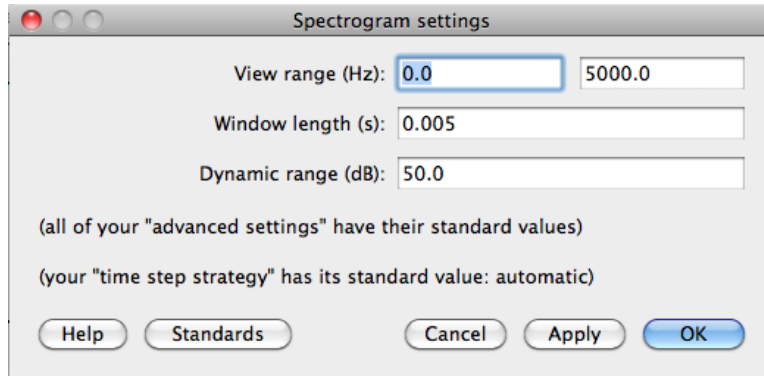 Spectrogram settings
View range (Hz): 0.0 5000.0
Window length (s): 0.005
Dynamic range (dB): 50.0
(all of your "advanced settings" have their standard values)
(your "time step strategy" has its standard value: automatic)
Help Standards Cancel Apply OK